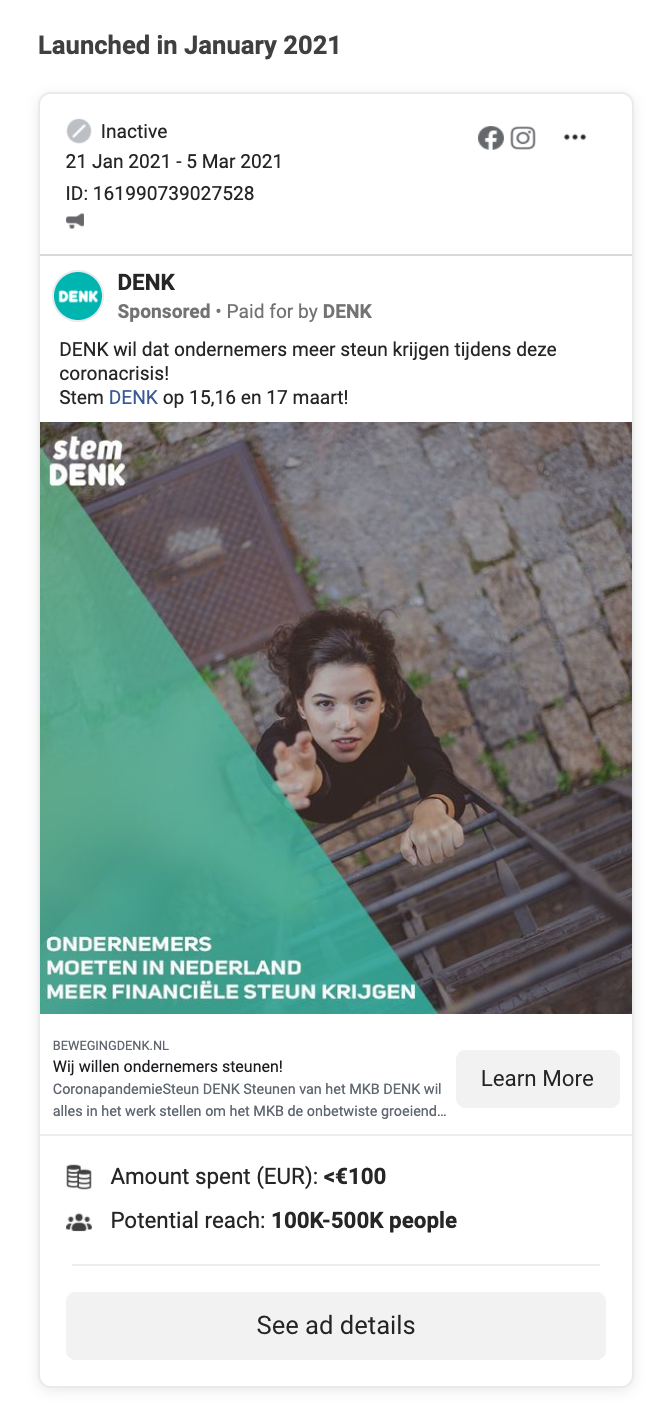 Launched in January 2021
Inactive
21 Jan 2021 - 5 Mar 2021
ID: 161990739027528
DENK
DENK
Sponsored • Paid for by DENK
DENK wil dat ondernemers meer steun krijgen tijdens deze
coronacrisis!
Stem DENK op 15,16 en 17 maart!
stem
DENK
ONDERNEMERS
MOETEN IN NEDERLAND
MEER FINANCIËLE STEUN KRIJGEN
BEWEGINGDENK.NL
Wij willen ondernemers steunen!
CoronapandemieSteun DENK Steunen van het MKB DENK wil
alles in het werk stellen om het MKB de onbetwiste groeiend...
Learn More
Amount spent (EUR): <€100
Potential reach: 100K-500K people
See ad details